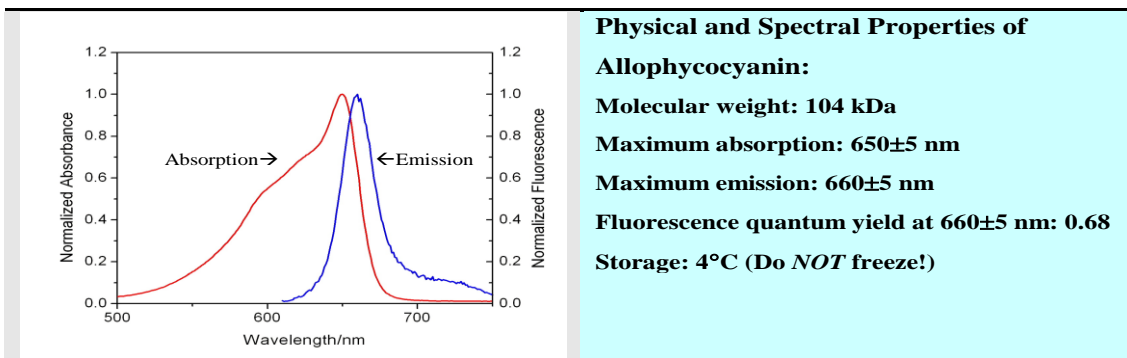 Physical and Spectral Properties of
Allophycocyanin:
Molecular weight: 104 kDa
Maximum absorption: 650±5 nm
Maximum emission: 660±5 nm
Fluorescence quantum yield at 660±5 nm: 0.68
Storage: 4°C (Do NOT freeze!)
Normalized Absorbance
1.2
1.0
0.8
0.6
0.4
0.2
0.0
Absorption→
←Emission
1.2
1.0
0.8
0.6
0.4
0.2
0.0
Normalized Fluorescence
500 600 700
Wavelength/nm